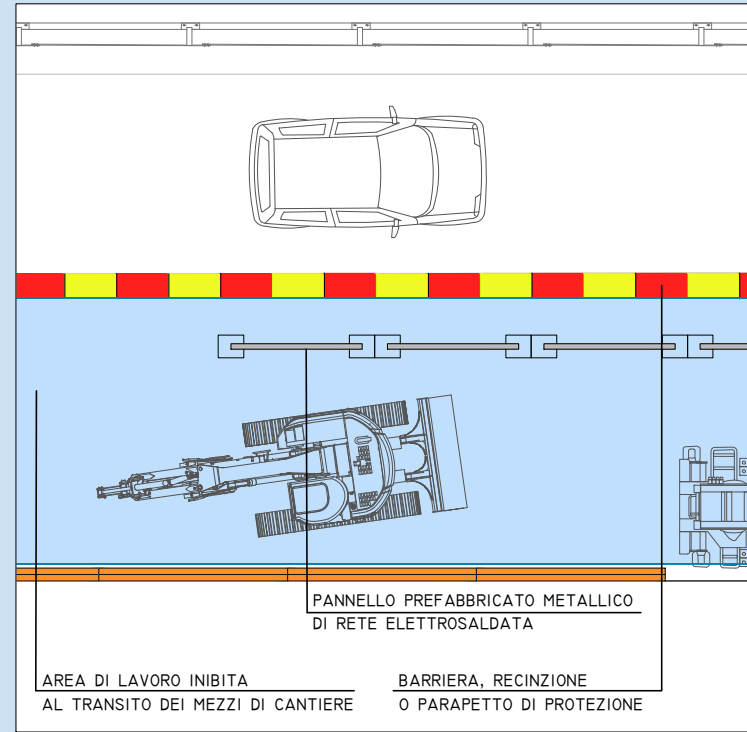 PANNELLO PREFABBRICATO METALLICO
DI RETE ELETTROSALDATA
AREA DI LAVORO INIBITA
AL TRANSITO DEI MEZZI DI CANTIERE
BARRIERA, RECINZIONE
O PARAPETTO DI PROTEZIONE